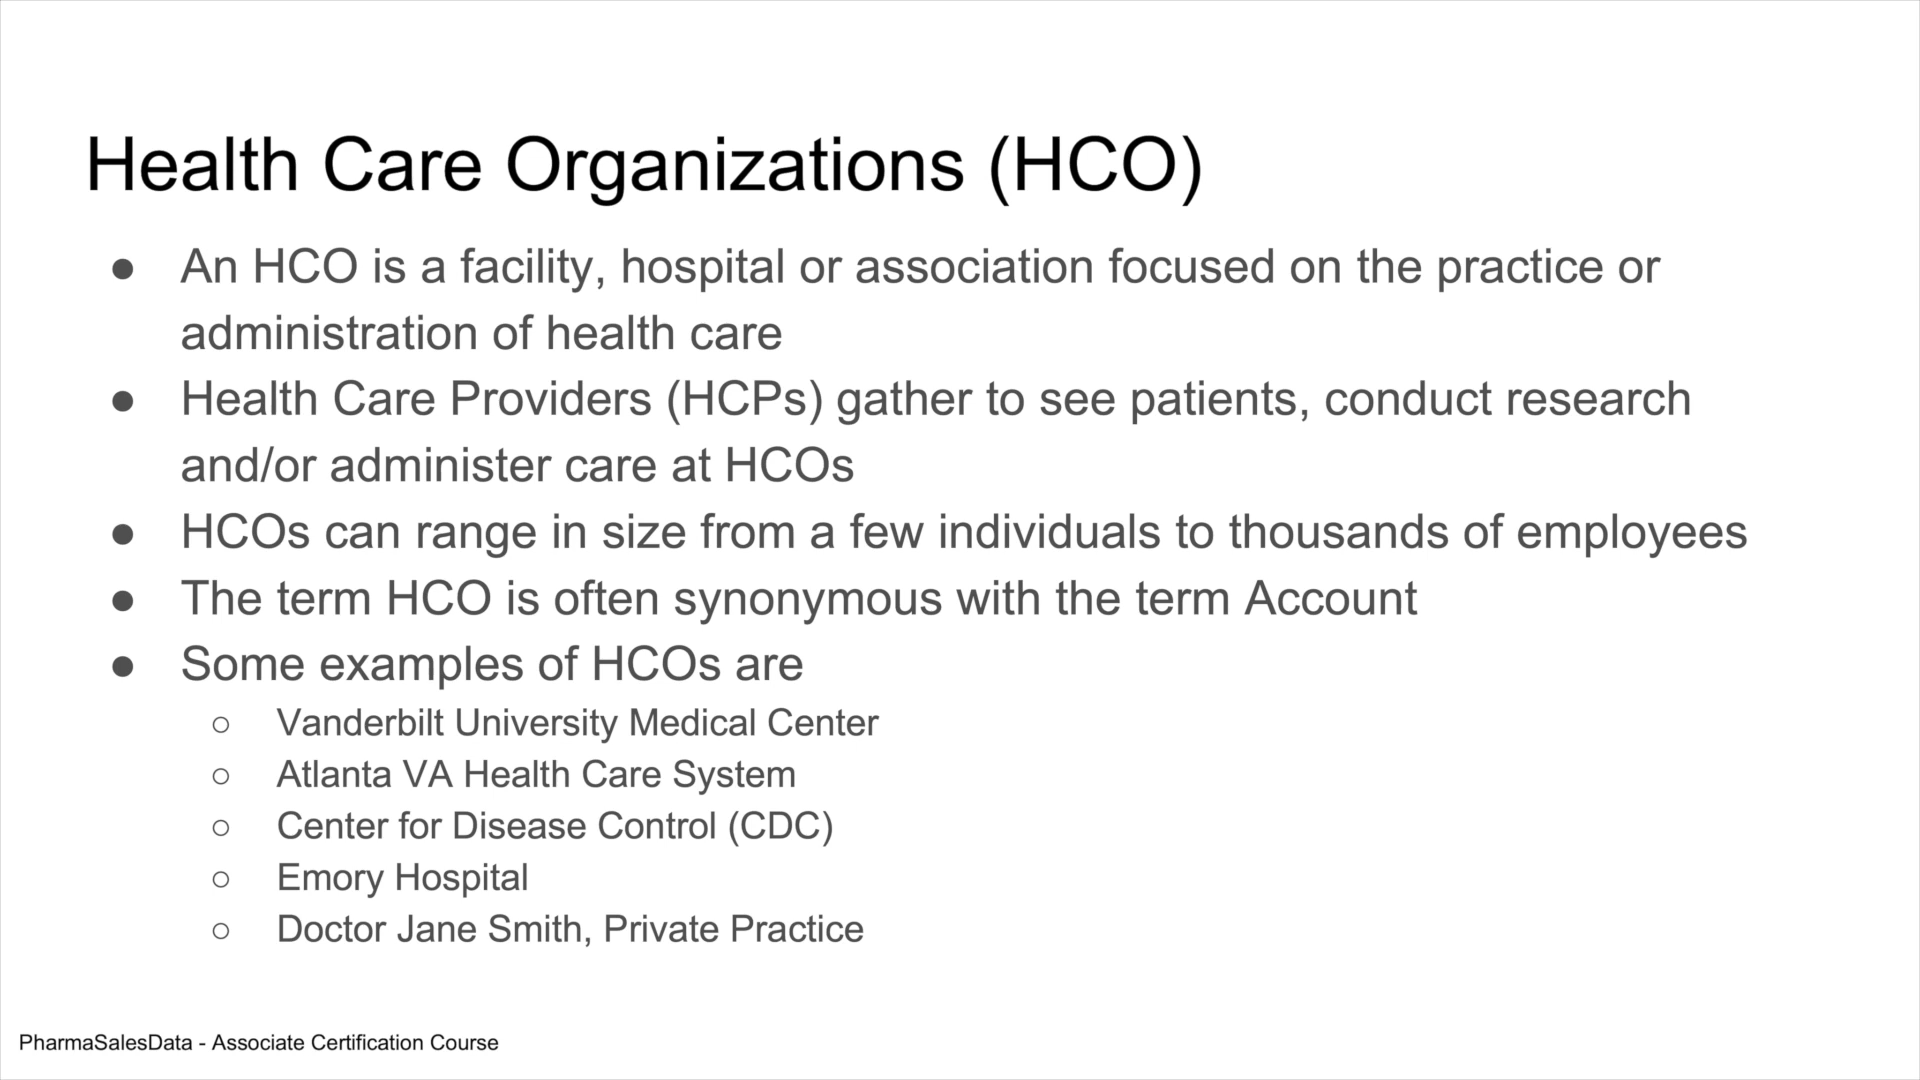 Health Care Organizations (HCO)
● An HCO is a facility, hospital or association focused on the practice or
administration of health care
● Health Care Providers (HCPs) gather to see patients, conduct research
and/or administer care at HCOs
● HCOs can range in size from a few individuals to thousands of employees
● The term HCO is often synonymous with the term Account
● Some examples of HCOs are
○ Vanderbilt University Medical Center
○ Atlanta VA Health Care System
○ Center for Disease Control (CDC)
○ Emory Hospital
○ Doctor Jane Smith, Private Practice
PharmaSalesData - Associate Certification Course